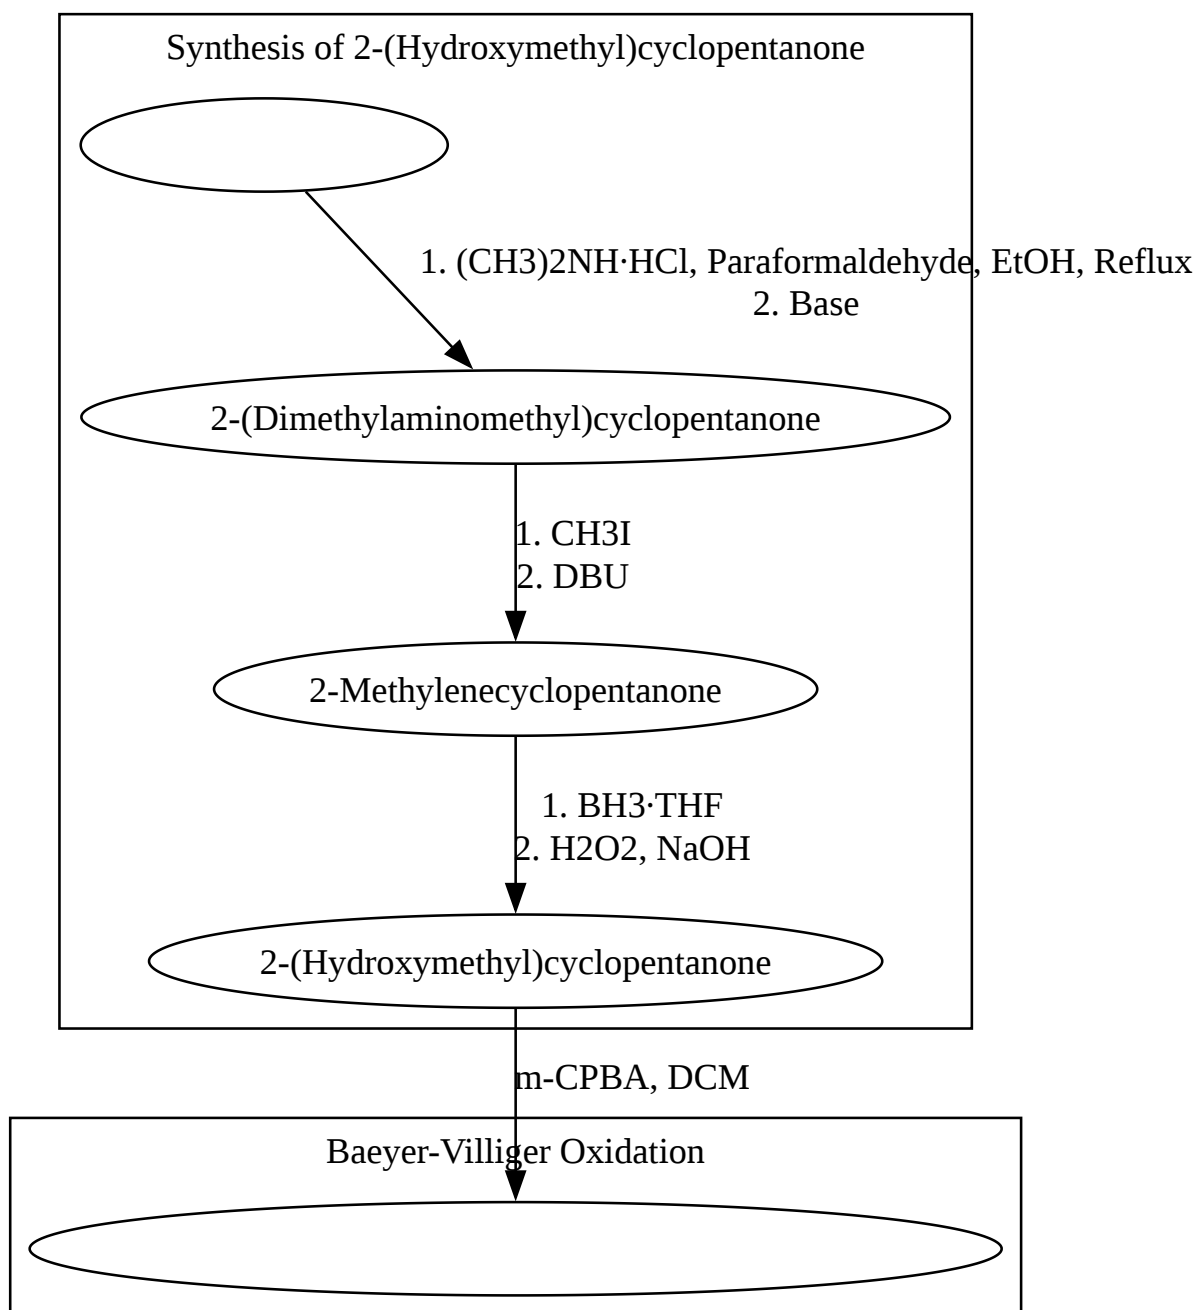 Synthesis of 2-(Hydroxymethyl)cyclopentanone
1. (CH3)2NH·HCl, Paraformaldehyde, EtOH, Reflux
2. Base
2-(Dimethylaminomethyl)cyclopentanone
1. CH3I
2. DBU
2-Methylenecyclopentanone
1. BH3·THF
2. H2O2, NaOH
2-(Hydroxymethyl)cyclopentanone
m-CPBA, DCM
Baeyer-Villiger Oxidation